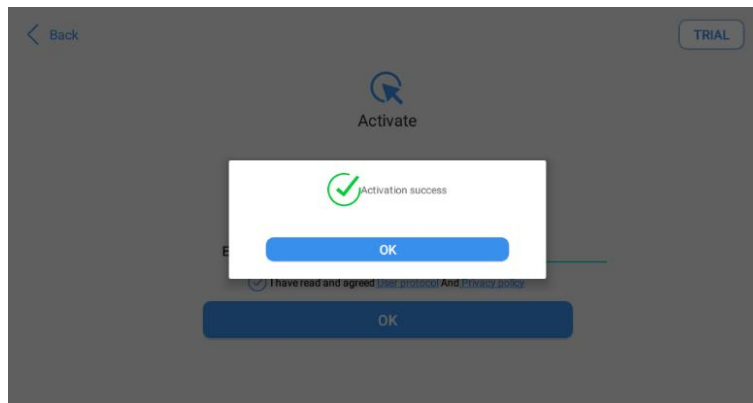 Back
TRIAL
Activate
Activation success
OK
E
I have read and agreed User protocol And Privacy policy
OK